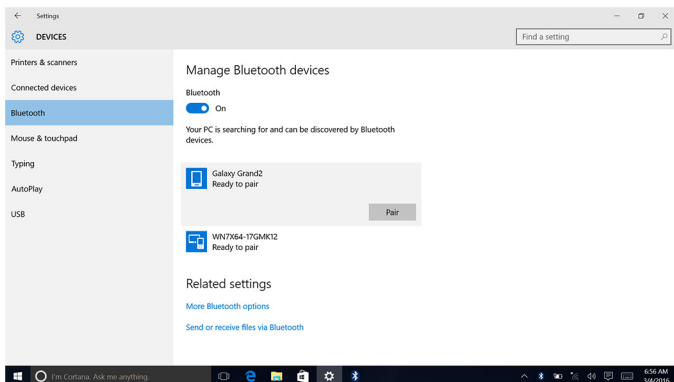 Settings
DEVICES
Find a setting
Printers & scanners
Connected devices
Bluetooth
Mouse & touchpad
Typing
AutoPlay
USB
Manage Bluetooth devices
Bluetooth
On
Your PC is searching for and can be discovered by Bluetooth
devices.
Galaxy Grand2
Ready to pair
Pair
WN7X64-17GMK12
Ready to pair
Related settings
More Bluetooth options
Send or receive files via Bluetooth
I'm Cortana. Ask me anything.
6:56 AM
3/4/2016